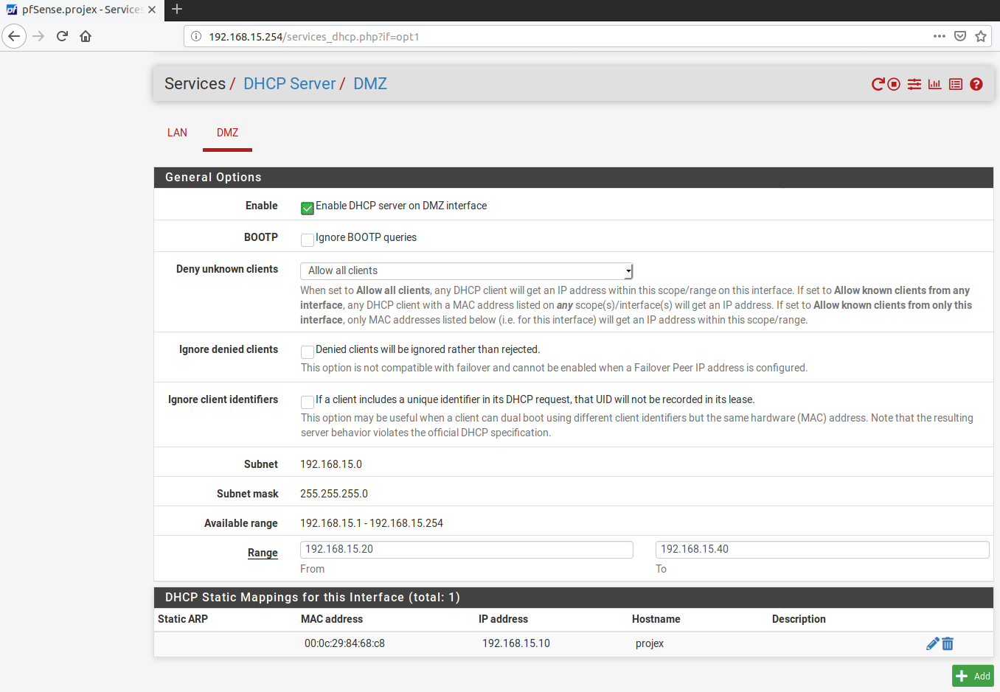 pfSense.projex - Services
192.168.15.254/services_dhcp.php?if=opt1
Services / DHCP Server / DMZ
LAN DMZ
General Options
Enable Enable DHCP server on DMZ interface
BOOTP Ignore BOOTP queries
Deny unknown clients Allow all clients
When set to Allow all clients, any DHCP client will get an IP address within this scope/range on this interface. If set to Allow known clients from any
interface, any DHCP client with a MAC address listed on any scope(s)/interface(s) will get an IP address. If set to Allow known clients from only this
interface, only MAC addresses listed below (i.e. for this interface) will get an IP address within this scope/range.
Ignore denied clients Denied clients will be ignored rather than rejected.
This option is not compatible with failover and cannot be enabled when a Failover Peer IP address is configured.
Ignore client identifiers If a client includes a unique identifier in its DHCP request, that UID will not be recorded in its lease.
This option may be useful when a client can dual boot using different client identifiers but the same hardware (MAC) address. Note that the resulting
server behavior violates the official DHCP specification.
Subnet 192.168.15.0
Subnet mask 255.255.255.0
Available range 192.168.15.1 - 192.168.15.254
Range 192.168.15.20 192.168.15.40
From To
DHCP Static Mappings for this Interface (total: 1)
Static ARP MAC address IP address Hostname Description
00:0c:29:84:68:c8 192.168.15.10 projex
Add